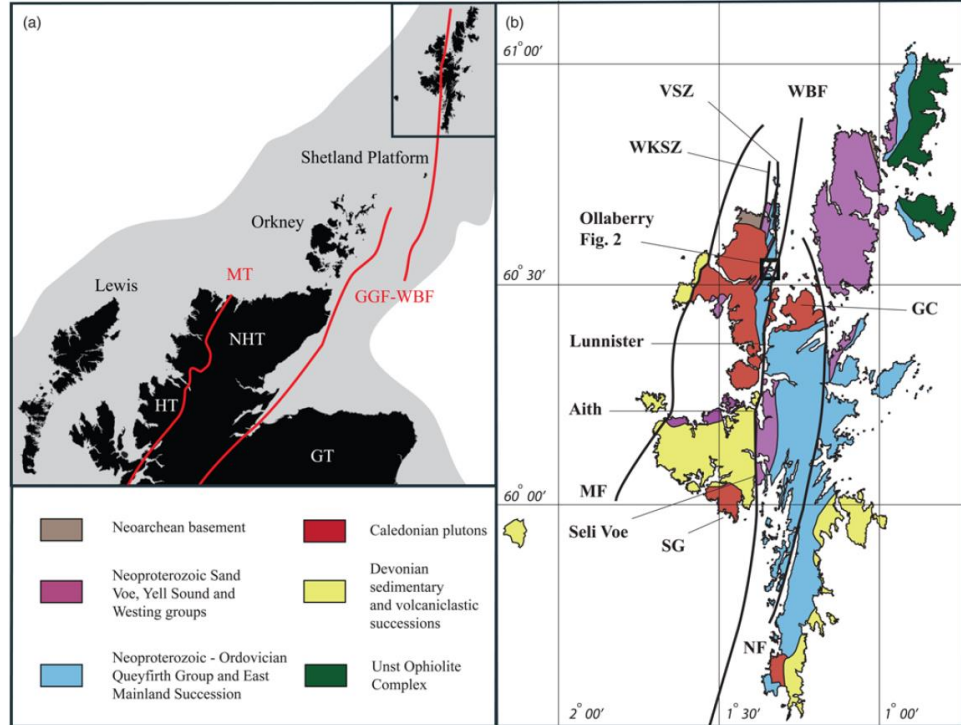 (a)
Shetland Platform
Orkney
Lewis
MT
GGF-WBF
NHT
HT
GT
Neoarchean basement
Neoproterozoic Sand
Voe, Yell Sound and
Westing groups
Neoproterozoic - Ordovician
Queyfirth Group and East
Mainland Succession
Caledonian plutons
Devonian
sedimentary
and volcaniclastic
successions
Unst Ophiolite
Complex
(b)
61° 00'
VSZ
WBF
WKSZ
Ollaberry
Fig. 2
60° 30'
GC
Lunnister
Aith
MF
60° 00'
Seli Voe
SG
NF
2° 00'
1° 30'
1° 00'